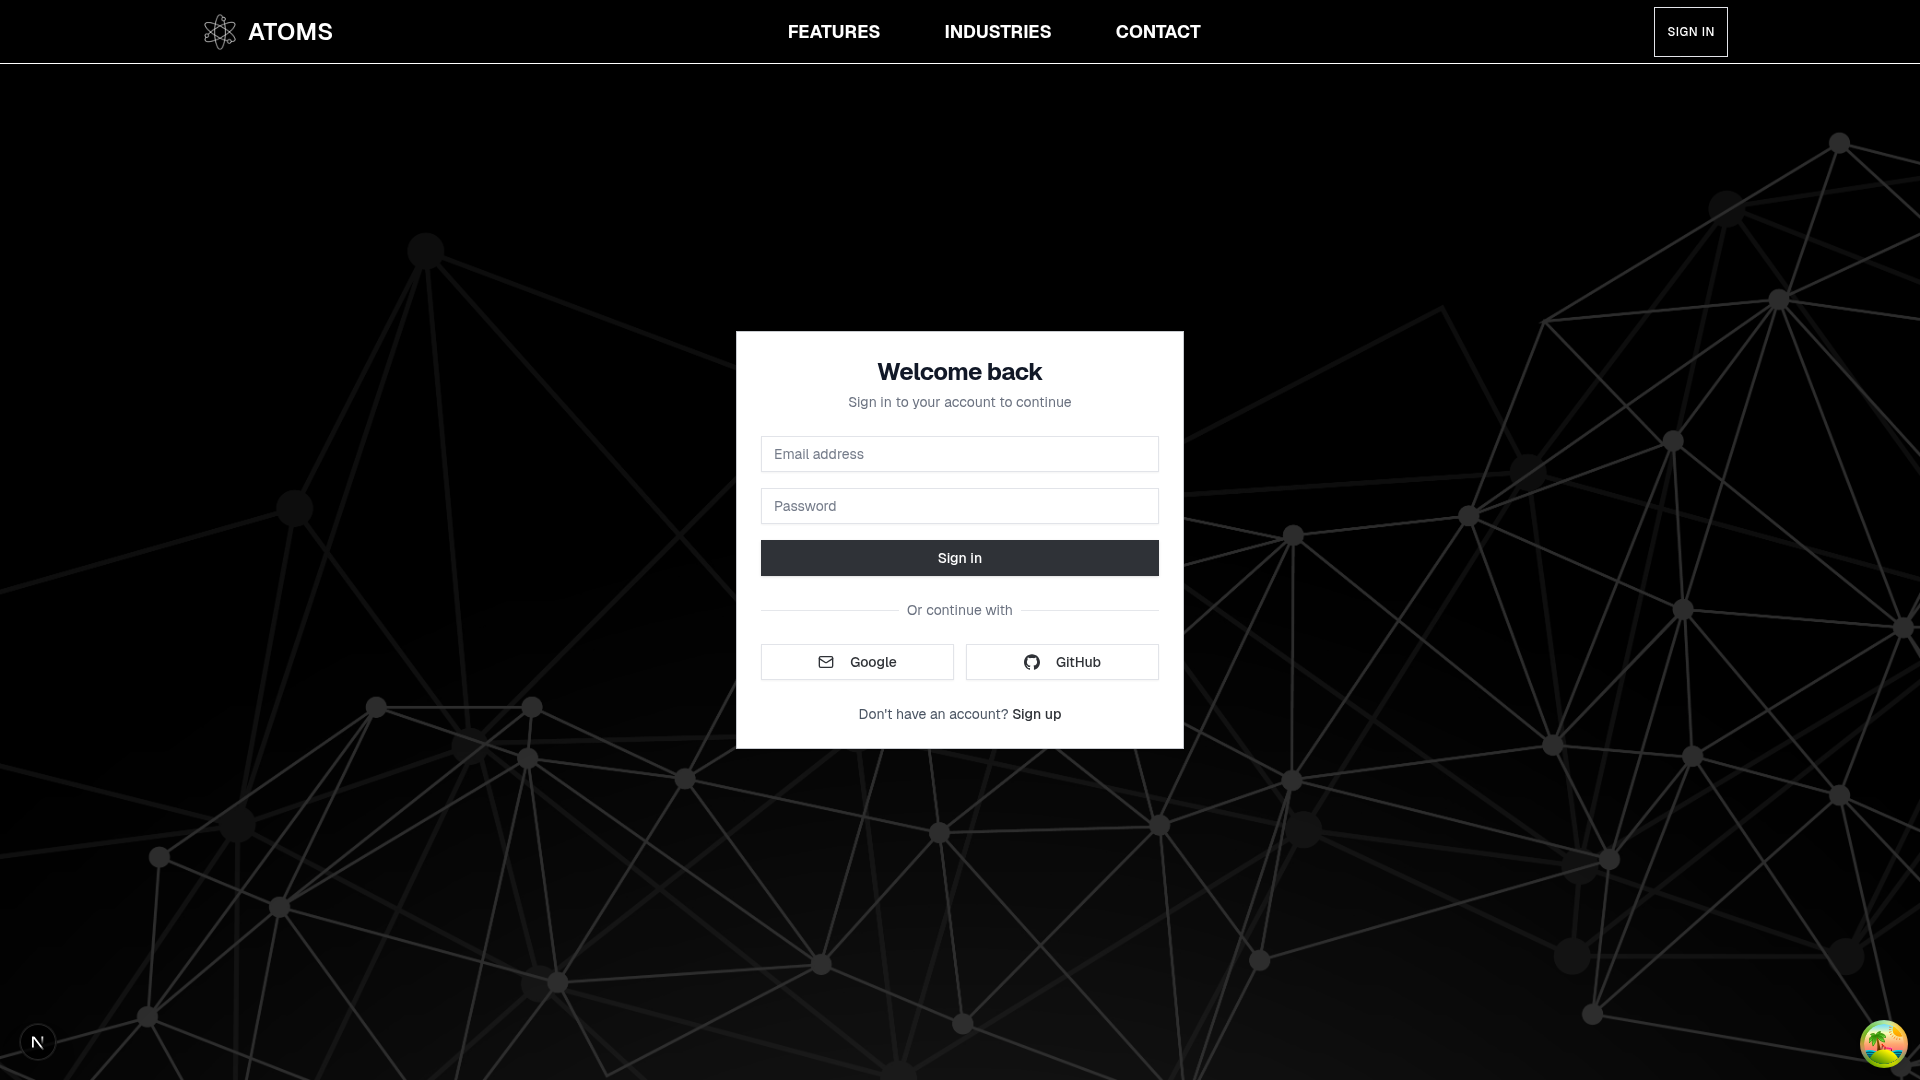 ATOMS
FEATURES
INDUSTRIES
CONTACT
SIGN IN
Welcome back
Sign in to your account to continue
Email address
Password
Sign in
Or continue with
Google
GitHub
Don't have an account? Sign up
N